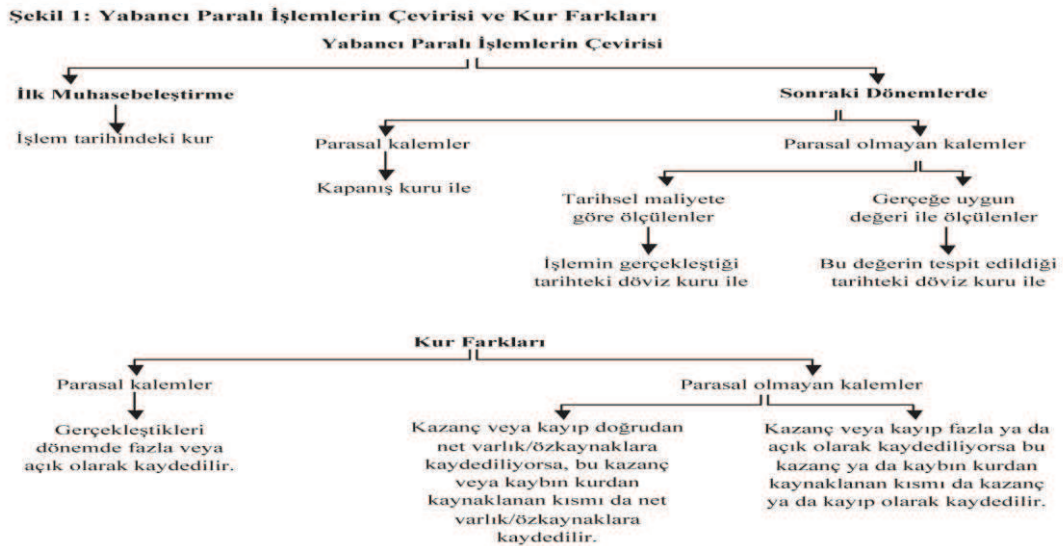 Şekil 1: Yabancı Paralı İşlemlerin Çevirisi ve Kur Farkları
Yabancı Paralı İşlemlerin Çevirisi
İlk Muhasebeleştirme
Sonraki Dönemlerde
İşlem tarihindeki kur
Parasal kalemler
Parasal olmayan kalemler
Kapanış kuru ile
Tarihsel maliyete
göre ölçülenler
Gerçeğe uygun
değeri ile ölçülenler
İşlemin gerçekleştiği
tarihteki döviz kuru ile
Bu değerin tespit edildiği
tarihteki döviz kuru ile
Kur Farkları
Parasal kalemler
Parasal olmayan kalemler
Gerçekleştikleri
dönemde fazla veya
açık olarak kaydedilir.
Kazanç veya kayıp doğrudan
net varlık/özkaynaklara
kaydediliyorsa, bu kazanç
veya kaybın kurdan
kaynaklanan kısmı da net
varlık/özkaynaklara
kaydedilir.
Kazanç veya kayıp fazla ya da
açık olarak kaydediliyorsa bu
kazanç ya da kaybın kurdan
kaynaklanan kısmı da kazanç
ya da kayıp olarak kaydedilir.